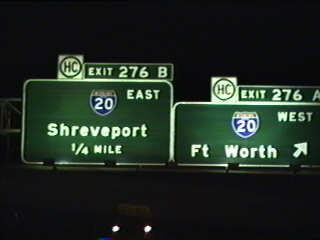 HC EXIT 276 B
20 EAST
Shreveport
1/4 MILE
HC EXIT 276 A
20 WEST
Ft Worth